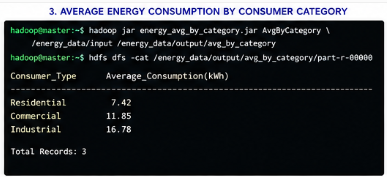 3. AVERAGE ENERGY CONSUMPTION BY CONSUMER CATEGORY
hadoop@master:~$ hadoop jar energy_avg_by_category.jar AvgByCategory \
/energy_data/input /energy_data/output/avg_by_category
hadoop@master:~$ hdfs dfs -cat /energy_data/output/avg_by_category/part-r-00000
Consumer_Type Average_Consumption(kWh)
--------------------------------------------------------------------------------
Residential 7.42
Commercial 11.85
Industrial 16.78
Total Records: 3